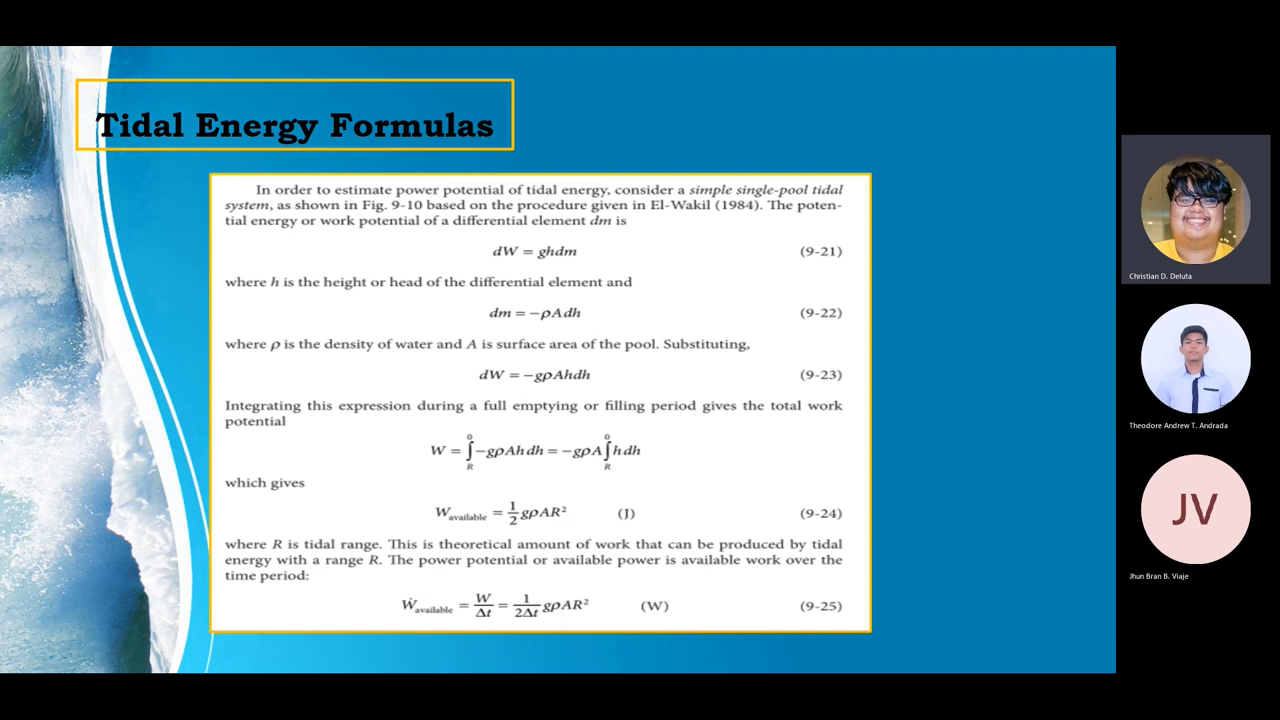 Tidal Energy Formulas
In order to estimate power potential of tidal energy, consider a simple single-pool tidal
system, as shown in Fig. 9-10 based on the procedure given in El-Wakil (1984). The poten-
tial energy or work potential of a differential element dm is
dW = ghdm (9-21)
where h is the height or head of the differential element and
dm = −ρAdh (9-22)
where ρ is the density of water and A is surface area of the pool. Substituting,
dW = −gρAhdh (9-23)
Integrating this expression during a full emptying or filling period gives the total work
potential
W = ∫_R^0 −gρAh dh = −gρA ∫_R^0 h dh
which gives
W_available = 1/2 gρAR² (J) (9-24)
where R is tidal range. This is theoretical amount of work that can be produced by tidal
energy with a range R. The power potential or available power is available work over the
time period:
Ẇ_available = W/Δt = 1/2Δt gρAR² (W) (9-25)
Christian D. Deluta
Theodore Andrew T. Andrada
JV
Jhun Bran B. Viaje